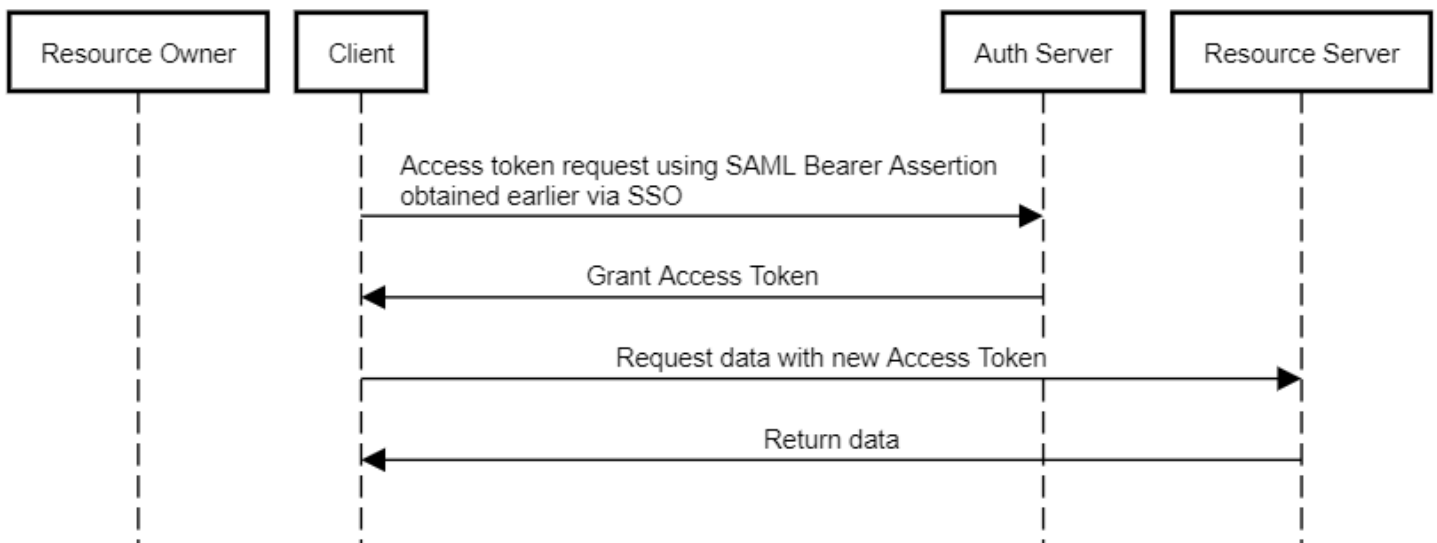 Resource Owner
Client
Auth Server
Resource Server
Access token request using SAML Bearer Assertion
obtained earlier via SSO
Grant Access Token
Request data with new Access Token
Return data